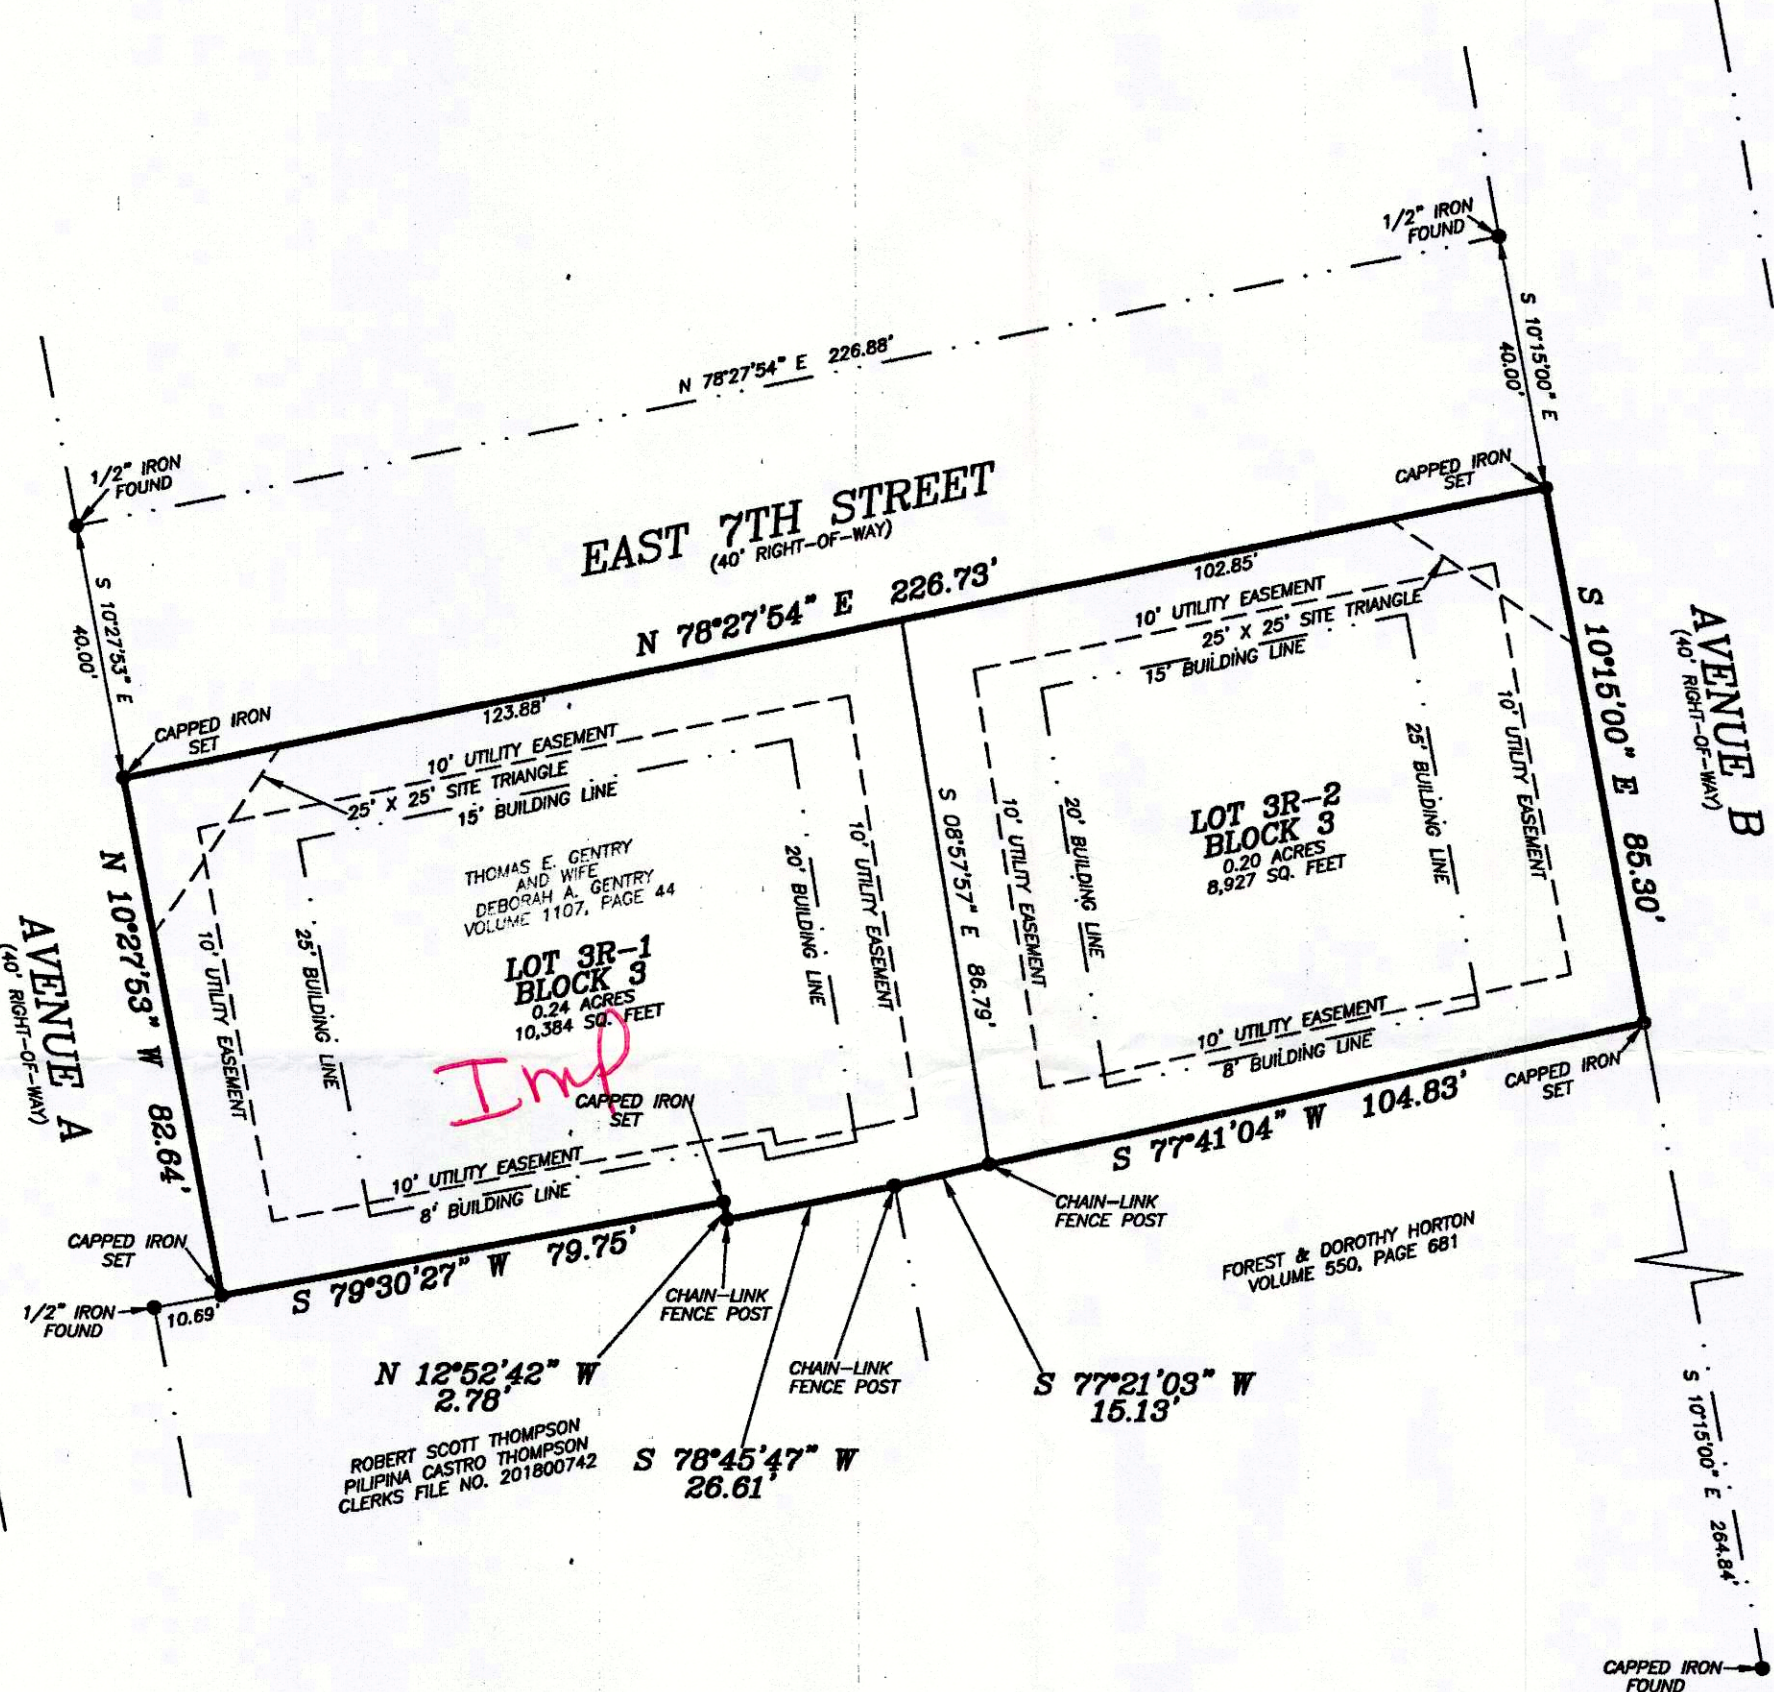 1/2" IRON
FOUND
S 10°15'00" E
40.00'
N 78°27'54" E 226.88'
1/2" IRON
FOUND
CAPPED IRON
SET
EAST 7TH STREET
(40' RIGHT-OF-WAY)
S 10°27'53" E
40.00'
N 78°27'54" E 226.73'
102.85'
123.88'
CAPPED IRON
SET
10' UTILITY EASEMENT
25' X 25' SITE TRIANGLE
15' BUILDING LINE
10' UTILITY EASEMENT
25' X 25' SITE TRIANGLE
15' BUILDING LINE
S 10°15'00" E 85.30'
AVENUE B
(40' RIGHT-OF-WAY)
10' UTILITY EASEMENT
25' BUILDING LINE
LOT 3R-2
BLOCK 3
0.20 ACRES
8,927 SQ. FEET
20' BUILDING LINE
10' UTILITY EASEMENT
S 08°57'57" E 86.79'
10' UTILITY EASEMENT
20' BUILDING LINE
THOMAS E. GENTRY
AND WIFE
DEBORAH A. GENTRY
VOLUME 1107, PAGE 44
LOT 3R-1
BLOCK 3
0.24 ACRES
10,384 SQ. FEET
Imp
25' BUILDING LINE
10' UTILITY EASEMENT
N 10°27'53" W 82.64'
AVENUE A
(40' RIGHT-OF-WAY)
CAPPED IRON
SET
10' UTILITY EASEMENT
8' BUILDING LINE
10' UTILITY EASEMENT
8' BUILDING LINE
CAPPED IRON
SET
S 77°41'04" W 104.83'
CHAIN-LINK
FENCE POST
CAPPED IRON
SET
1/2" IRON
FOUND
10.69'
S 79°30'27" W 79.75'
CHAIN-LINK
FENCE POST
FOREST & DOROTHY HORTON
VOLUME 550, PAGE 681
N 12°52'42" W
2.78'
CHAIN-LINK
FENCE POST
S 77°21'03" W
15.13'
ROBERT SCOTT THOMPSON
PILIPINA CASTRO THOMPSON
CLERKS FILE NO. 201800742
S 78°45'47" W
26.61'
S 10°15'00" E 264.84'
CAPPED IRON
FOUND